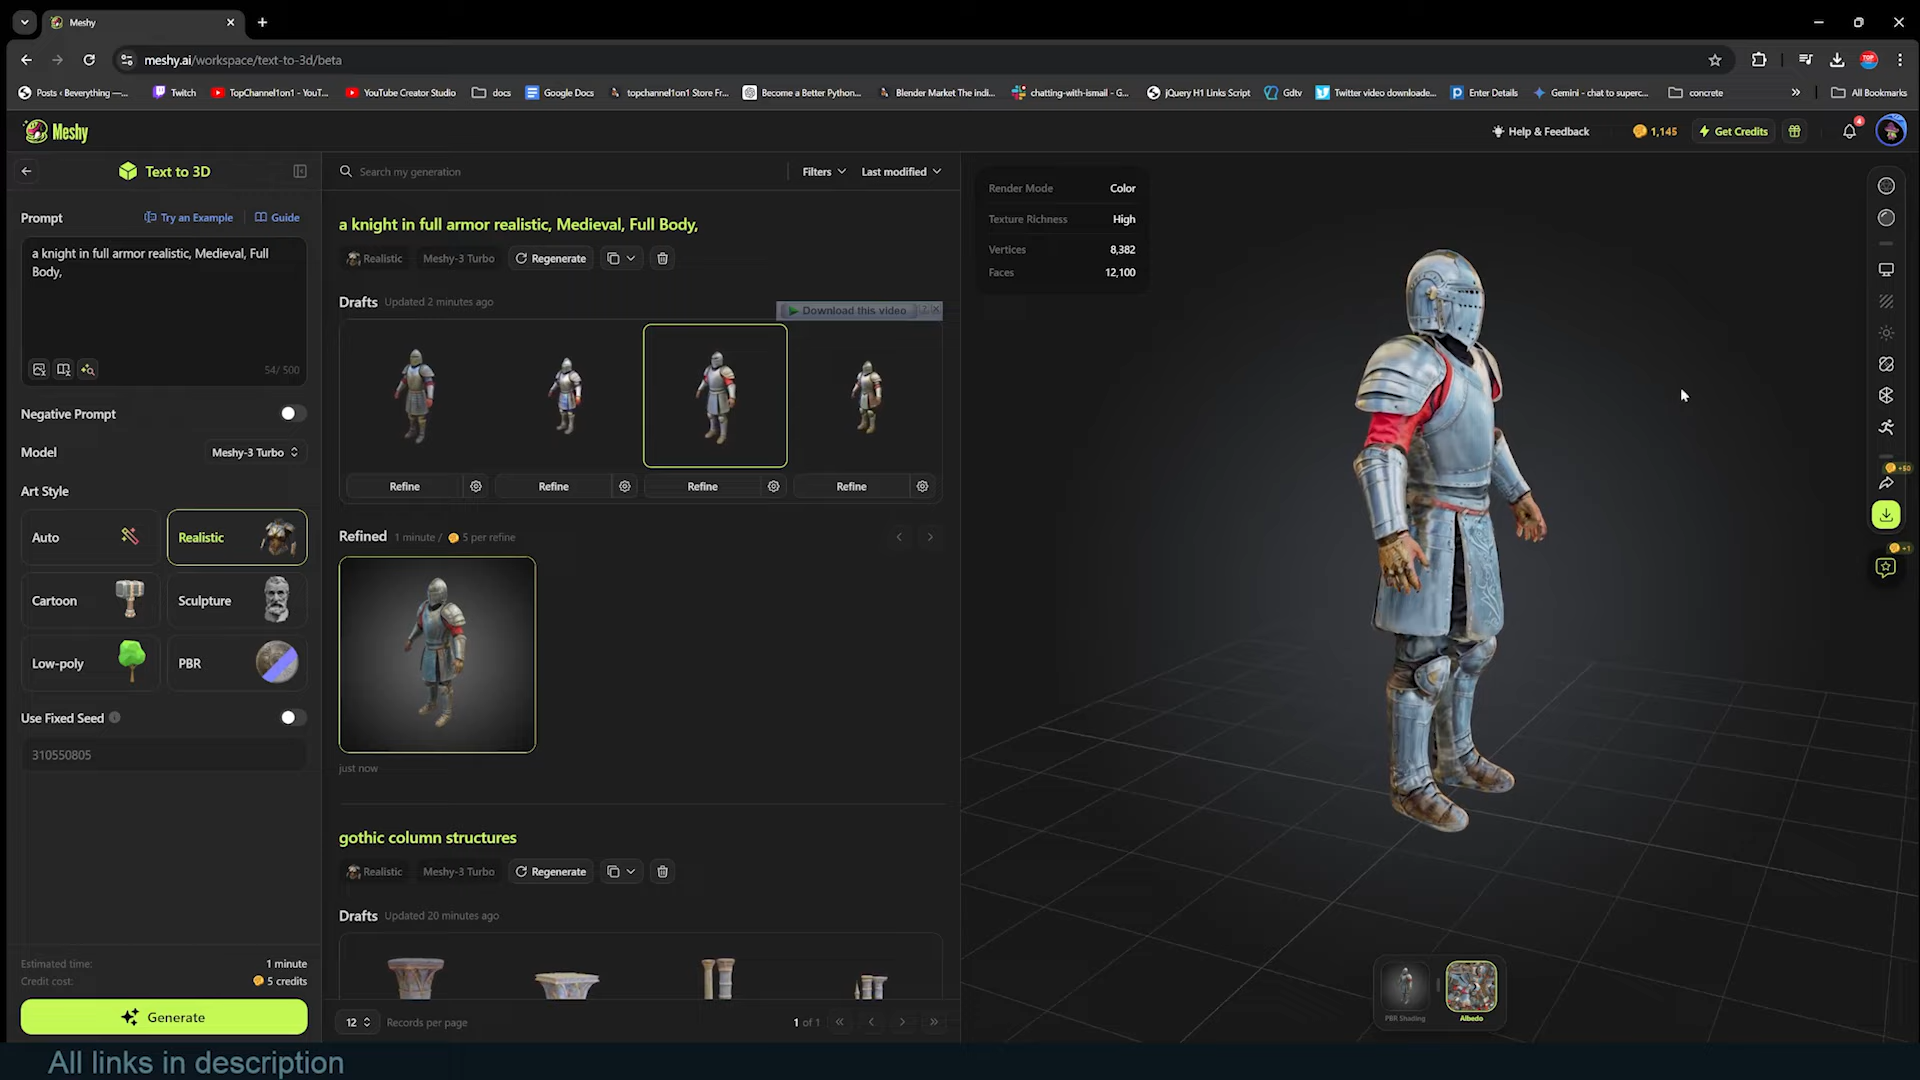 Meshy
meshy.ai/workspace/text-to-3d/beta
Posts ‹ Beverything —...
Twitch
TopChannel1on1 - YouT...
YouTube Creator Studio
docs
Google Docs
topchannel1on1 Store Fr...
Become a Better Python...
Blender Market The indi...
chatting-with-ismail - G...
jQuery H1 Links Script
Gdtv
Twitter video downloade...
Enter Details
Gemini - chat to superc...
concrete
»
All Bookmarks
Meshy
Help & Feedback
1,145
Get Credits
4
Text to 3D
Prompt
Try an Example
Guide
a knight in full armor realistic, Medieval, Full
Body,
54/ 500
Negative Prompt
Model
Meshy-3 Turbo
Art Style
Auto
Realistic
Cartoon
Sculpture
Low-poly
PBR
Use Fixed Seed
310550805
Estimated time:
1 minute
Credit cost:
5 credits
Generate
Search my generation
Filters
Last modified
a knight in full armor realistic, Medieval, Full Body,
Realistic
Meshy-3 Turbo
Regenerate
Drafts
Updated 2 minutes ago
Download this video
?
Refine
Refine
Refine
Refine
Refined
1 minute /
5 per refine
just now
gothic column structures
Realistic
Meshy-3 Turbo
Regenerate
Drafts
Updated 20 minutes ago
12
Records per page
1 of 1
Render Mode
Color
Texture Richness
High
Vertices
8,382
Faces
12,100
+50
+1
PBR Shading
Albedo
All links in description